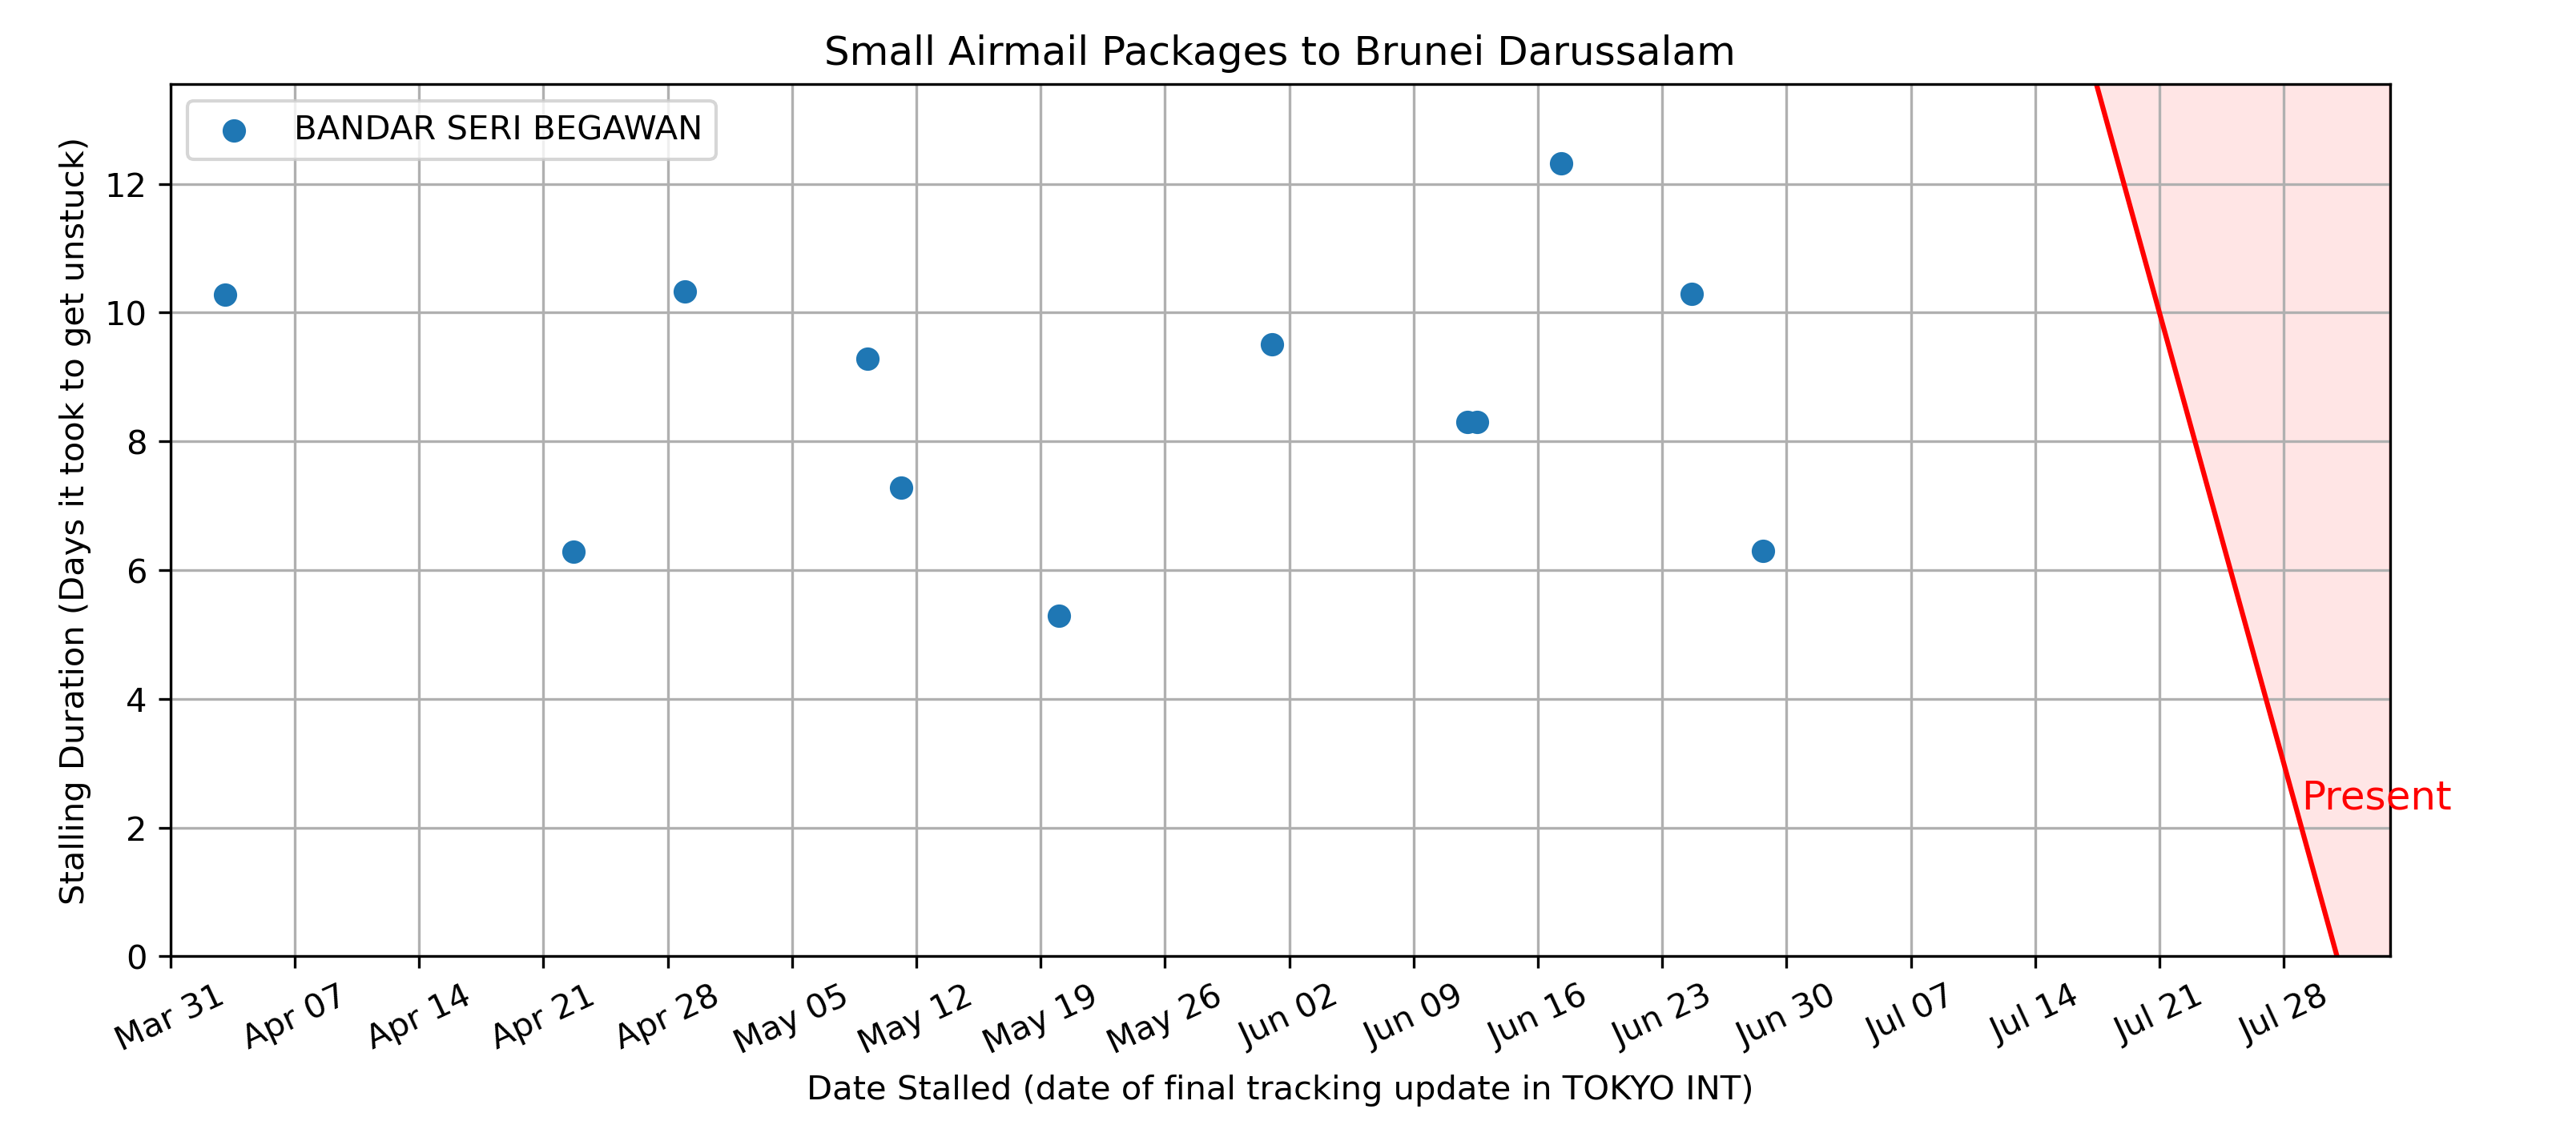 Small Airmail Packages to Brunei Darussalam
BANDAR SERI BEGAWAN
Stalling Duration (Days it took to get unstuck)
12
10
8
6
4
2
0
Present
Mar 31
Apr 07
Apr 14
Apr 21
Apr 28
May 05
May 12
May 19
May 26
Jun 02
Jun 09
Jun 16
Jun 23
Jun 30
Jul 07
Jul 14
Jul 21
Jul 28
Date Stalled (date of final tracking update in TOKYO INT)